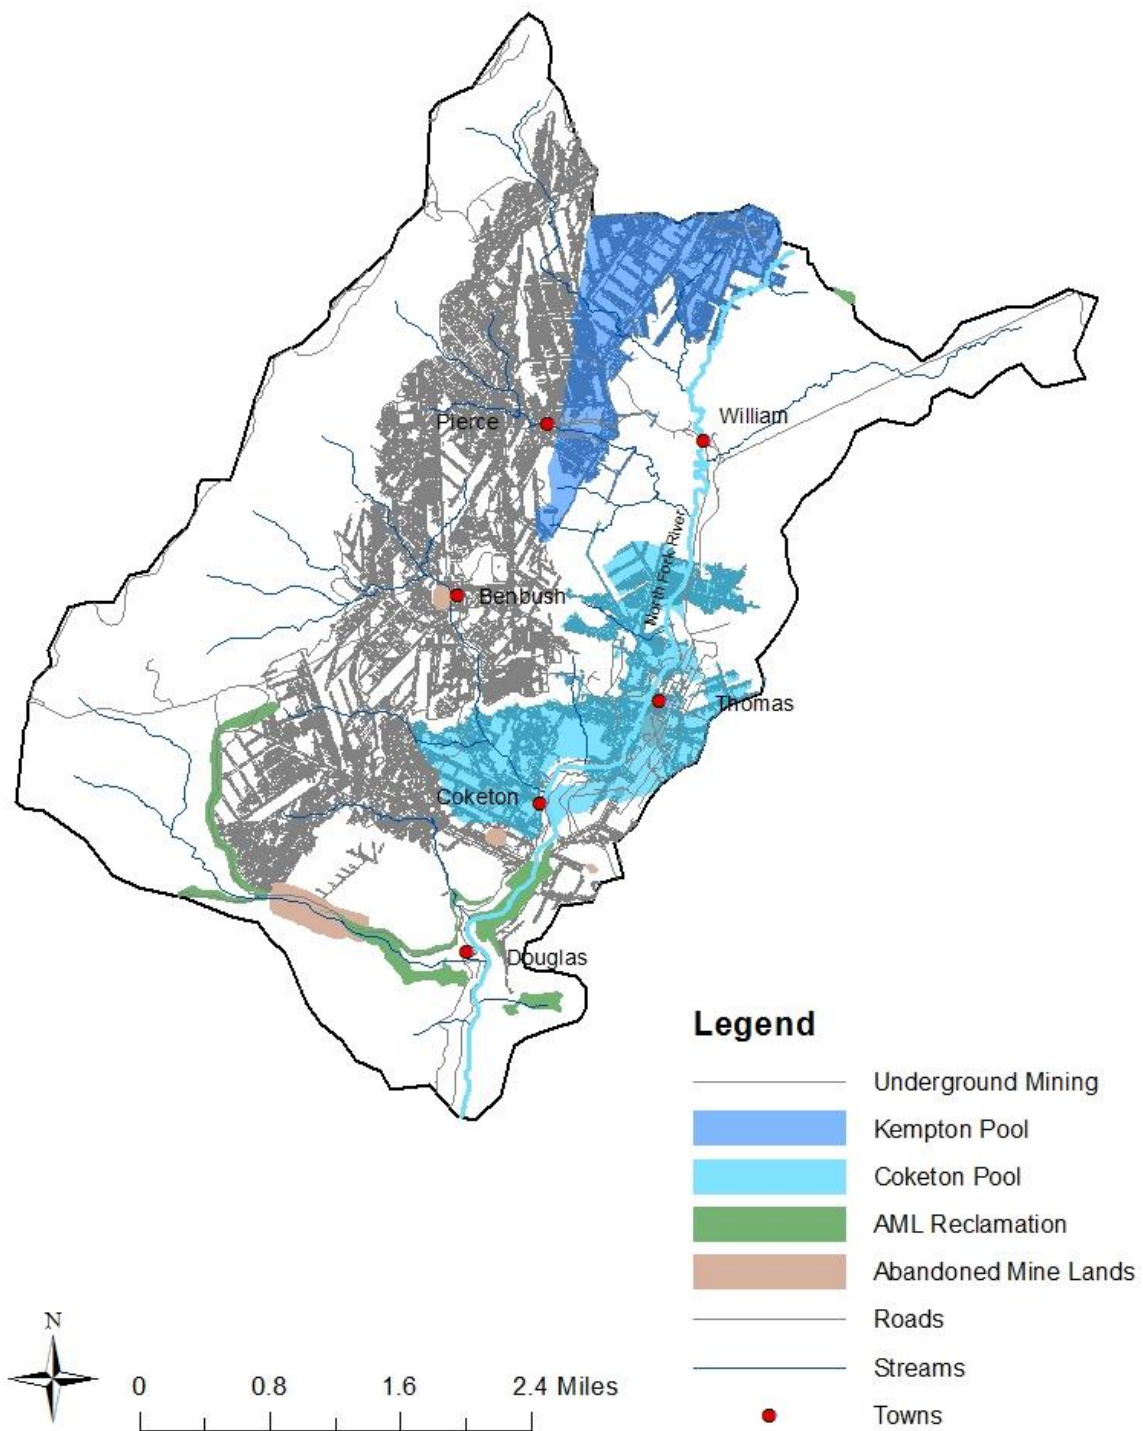 William
Pierce
North Fork River
Benbush
Thomas
Coketon
Douglas
Legend
Underground Mining
Kempton Pool
Coketon Pool
AML Reclamation
Abandoned Mine Lands
Roads
Streams
Towns
N
0 0.8 1.6 2.4 Miles